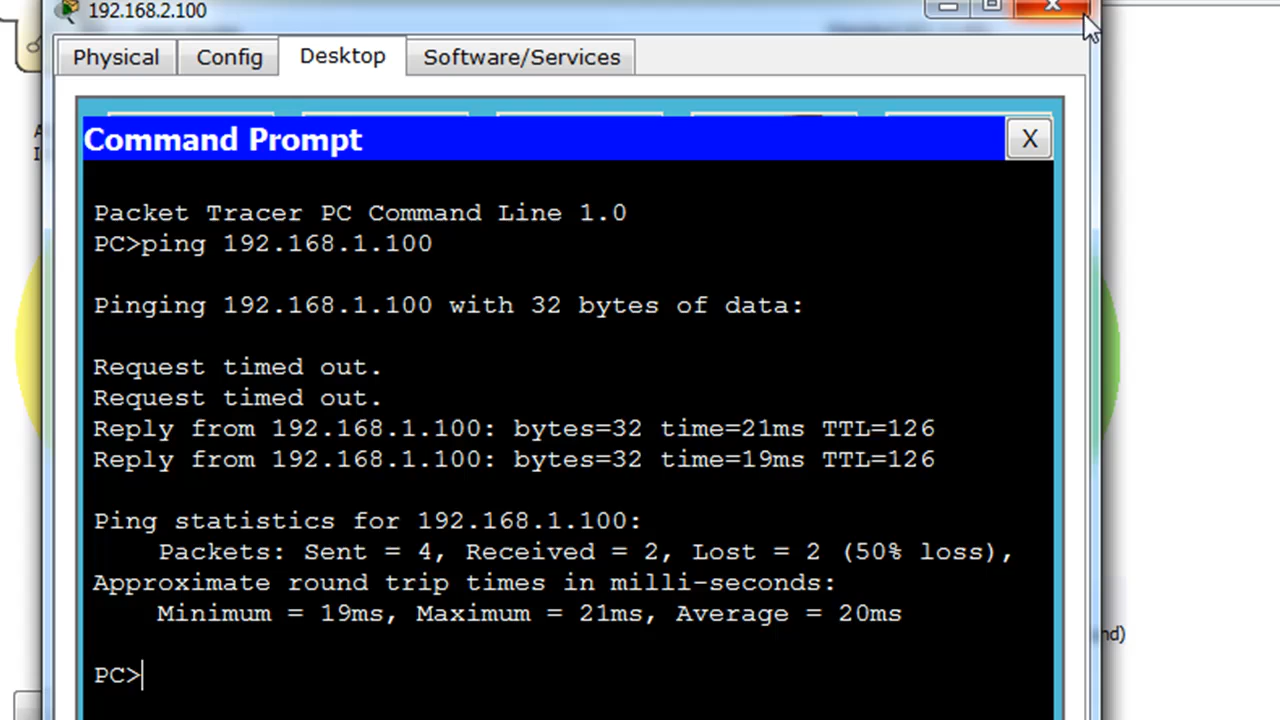 192.168.2.100
Physical Config Desktop Software/Services
Command Prompt X
Packet Tracer PC Command Line 1.0
PC>ping 192.168.1.100
Pinging 192.168.1.100 with 32 bytes of data:
Request timed out.
Request timed out.
Reply from 192.168.1.100: bytes=32 time=21ms TTL=126
Reply from 192.168.1.100: bytes=32 time=19ms TTL=126
Ping statistics for 192.168.1.100:
Packets: Sent = 4, Received = 2, Lost = 2 (50% loss),
Approximate round trip times in milli-seconds:
Minimum = 19ms, Maximum = 21ms, Average = 20ms
PC>